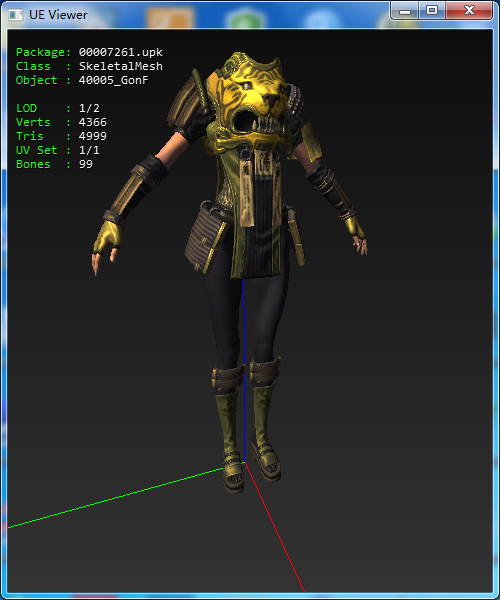 UE Viewer
Package: 00007261.upk
Class : SkeletalMesh
Object : 40005_GonF
LOD : 1/2
Verts : 4366
Tris : 4999
UV Set : 1/1
Bones : 99